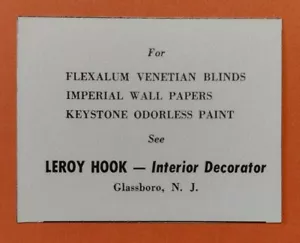 For
FLEXALUM VENETIAN BLINDS
IMPERIAL WALL PAPERS
KEYSTONE ODORLESS PAINT
See
LEROY HOOK — Interior Decorator
Glassboro, N. J.